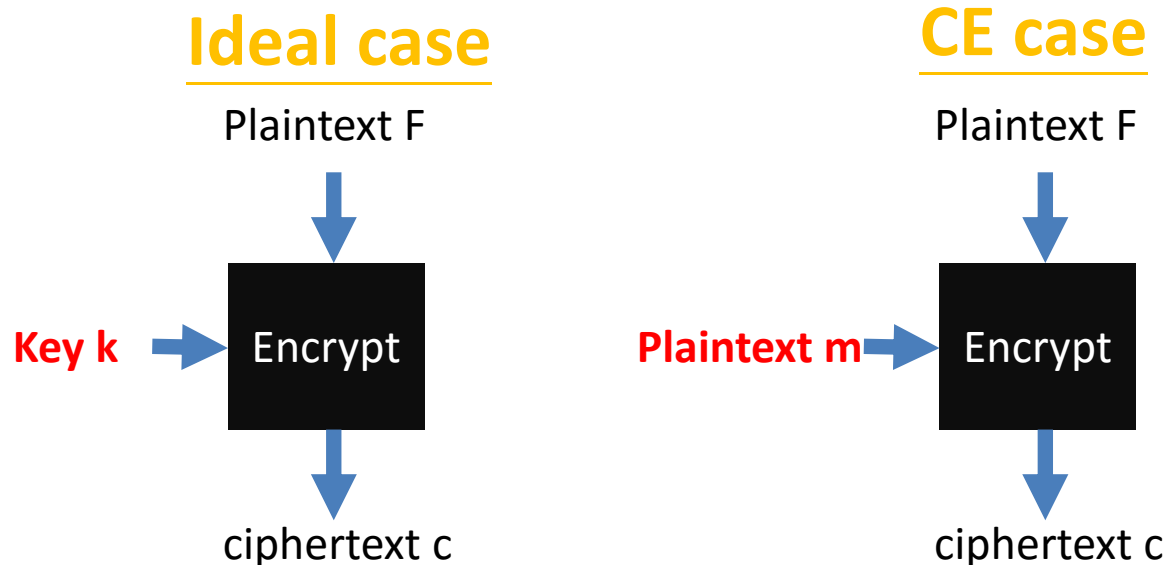 Ideal case
Plaintext F
Key k
Encrypt
ciphertext c
CE case
Plaintext F
Plaintext m
Encrypt
ciphertext c